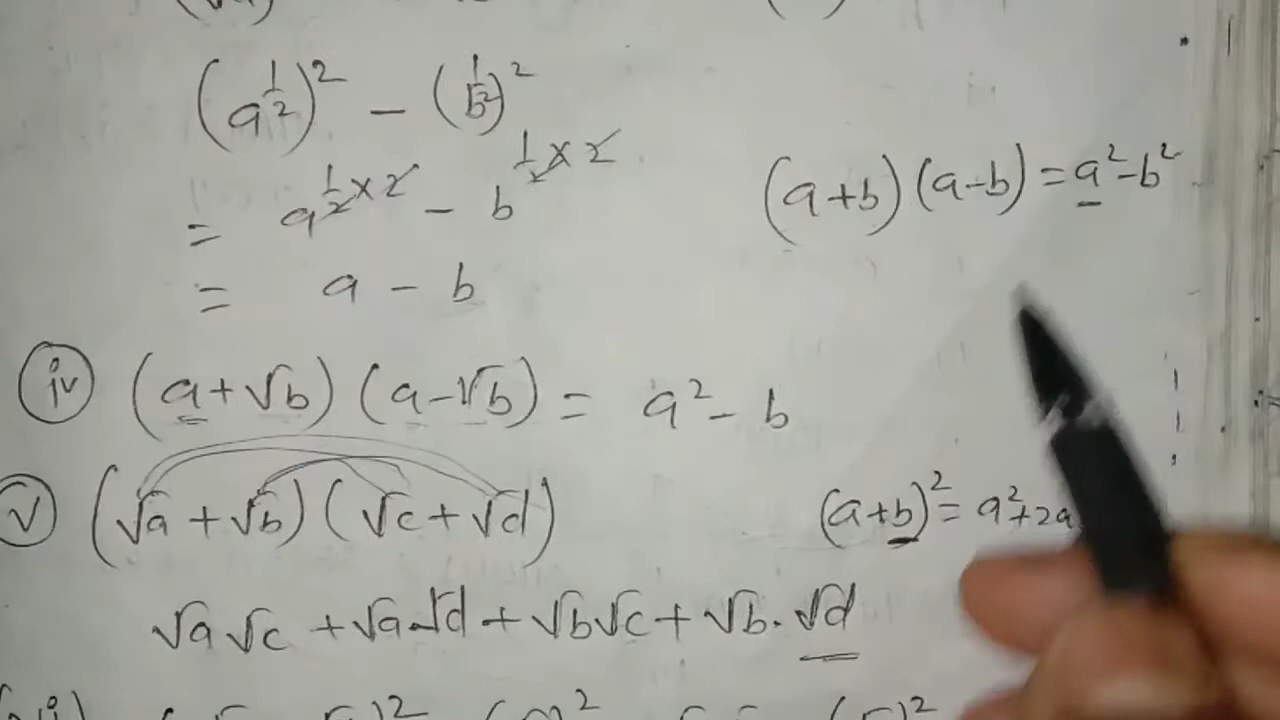 (a^{1/2})^2 - (b^{1/2})^2
= a^{1/2 × 2} - b^{1/2 × 2}
(a+b)(a-b) = a² - b²
= a - b
(iv) (a+√b)(a-√b) = a² - b
(v) (√a + √b)(√c + √d)
(a+b)² = a² + 2a
√a √c + √a √d + √b √c + √b . √d